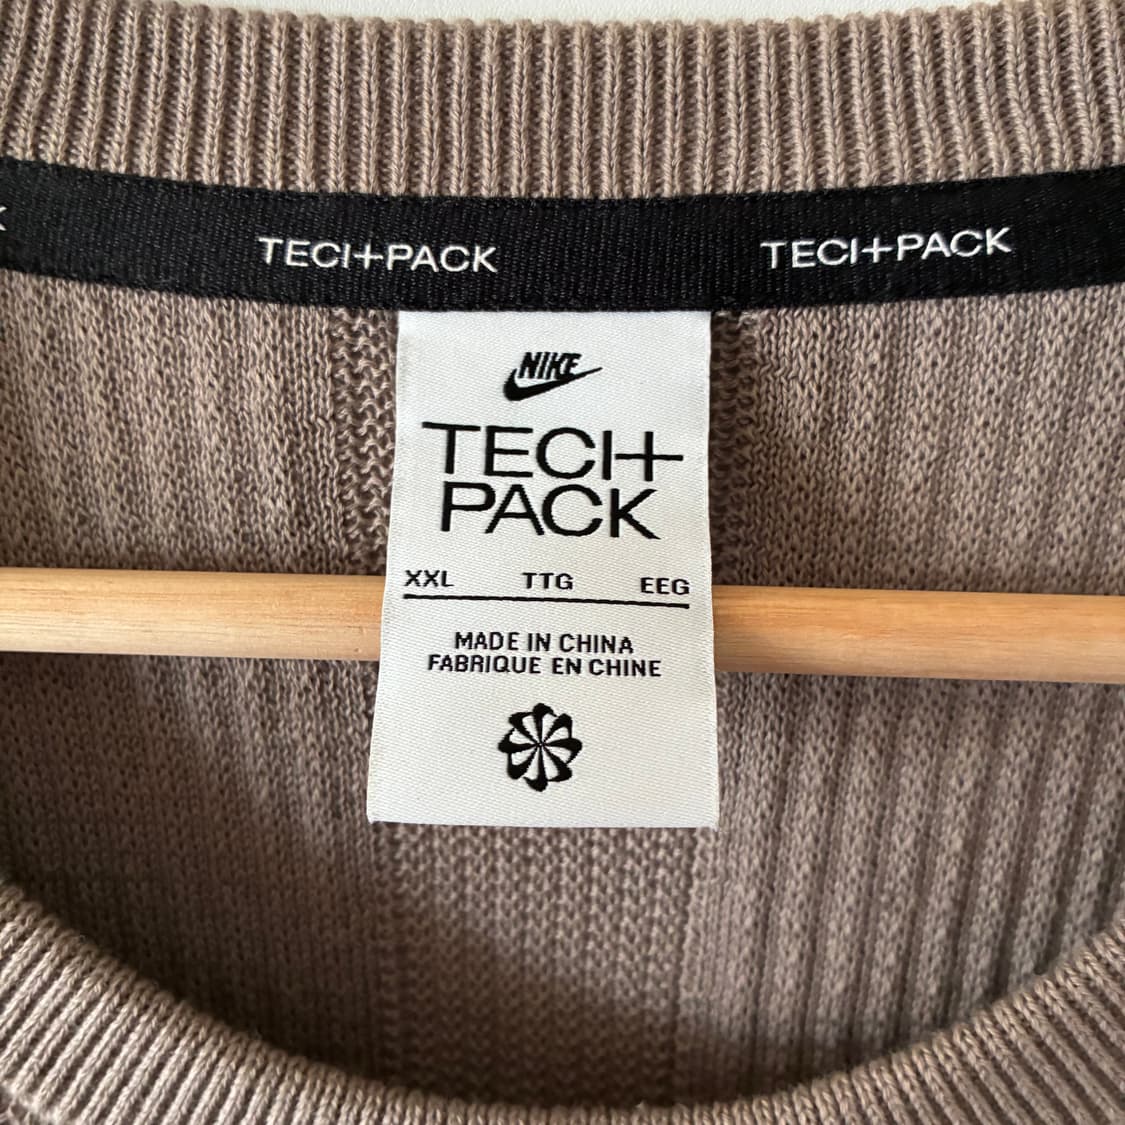 TECH+PACK TECH+PACK
NIKE
TECH+
PACK
XXL TTG EEG
MADE IN CHINA
FABRIQUE EN CHINE